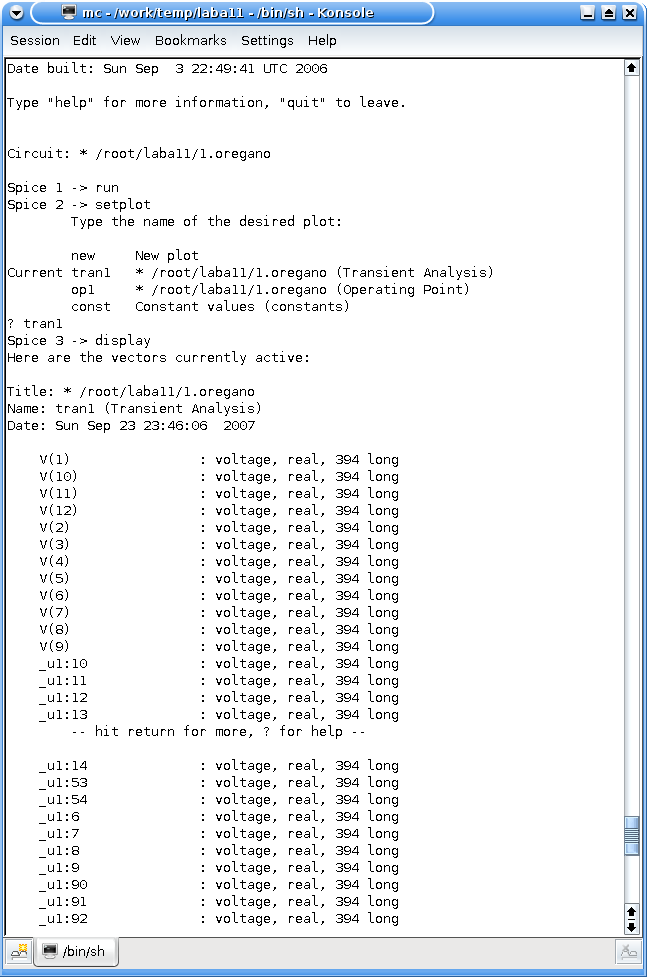 mc - /work/temp/laba11 - /bin/sh - Konsole
Session Edit View Bookmarks Settings Help
Date built: Sun Sep  3 22:49:41 UTC 2006
Type "help" for more information, "quit" to leave.
Circuit: * /root/laba11/1.oregano
Spice 1 -> run
Spice 2 -> setplot
        Type the name of the desired plot:
        new     New plot
Current tran1   * /root/laba11/1.oregano (Transient Analysis)
        op1     * /root/laba11/1.oregano (Operating Point)
        const   Constant values (constants)
? tran1
Spice 3 -> display
Here are the vectors currently active:
Title: * /root/laba11/1.oregano
Name: tran1 (Transient Analysis)
Date: Sun Sep 23 23:46:06  2007
    V(1)                : voltage, real, 394 long
    V(10)               : voltage, real, 394 long
    V(11)               : voltage, real, 394 long
    V(12)               : voltage, real, 394 long
    V(2)                : voltage, real, 394 long
    V(3)                : voltage, real, 394 long
    V(4)                : voltage, real, 394 long
    V(5)                : voltage, real, 394 long
    V(6)                : voltage, real, 394 long
    V(7)                : voltage, real, 394 long
    V(8)                : voltage, real, 394 long
    V(9)                : voltage, real, 394 long
    _u1:10              : voltage, real, 394 long
    _u1:11              : voltage, real, 394 long
    _u1:12              : voltage, real, 394 long
    _u1:13              : voltage, real, 394 long
        -- hit return for more, ? for help --
    _u1:14              : voltage, real, 394 long
    _u1:53              : voltage, real, 394 long
    _u1:54              : voltage, real, 394 long
    _u1:6               : voltage, real, 394 long
    _u1:7               : voltage, real, 394 long
    _u1:8               : voltage, real, 394 long
    _u1:9               : voltage, real, 394 long
    _u1:90              : voltage, real, 394 long
    _u1:91              : voltage, real, 394 long
    _u1:92              : voltage, real, 394 long
/bin/sh